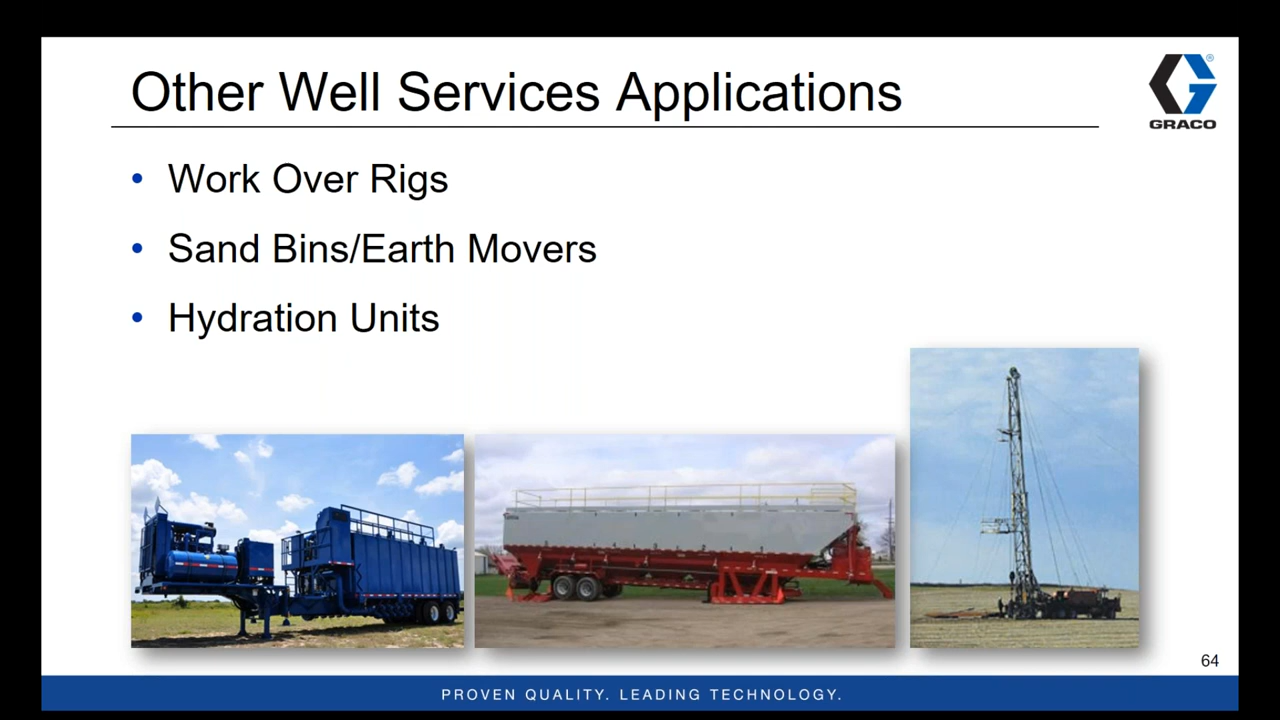 Other Well Services Applications
GRACO
• Work Over Rigs
• Sand Bins/Earth Movers
• Hydration Units
64
PROVEN QUALITY. LEADING TECHNOLOGY.